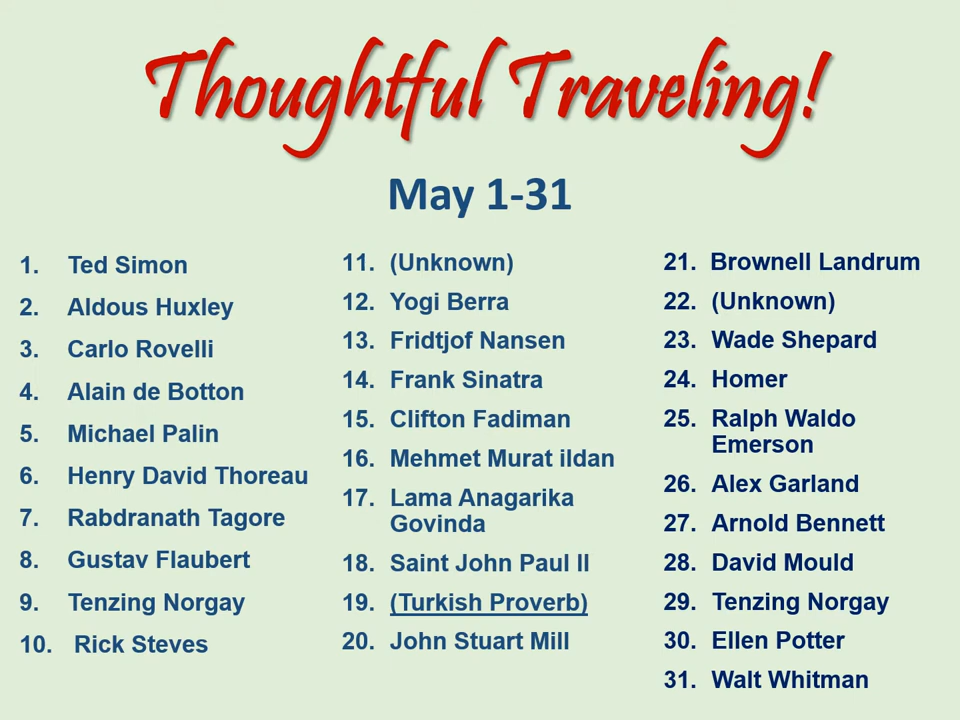 Thoughtful Traveling!
May 1-31
1. Ted Simon
2. Aldous Huxley
3. Carlo Rovelli
4. Alain de Botton
5. Michael Palin
6. Henry David Thoreau
7. Rabdranath Tagore
8. Gustav Flaubert
9. Tenzing Norgay
10. Rick Steves
11. (Unknown)
12. Yogi Berra
13. Fridtjof Nansen
14. Frank Sinatra
15. Clifton Fadiman
16. Mehmet Murat ildan
17. Lama Anagarika
Govinda
18. Saint John Paul II
19. (Turkish Proverb)
20. John Stuart Mill
21. Brownell Landrum
22. (Unknown)
23. Wade Shepard
24. Homer
25. Ralph Waldo
Emerson
26. Alex Garland
27. Arnold Bennett
28. David Mould
29. Tenzing Norgay
30. Ellen Potter
31. Walt Whitman